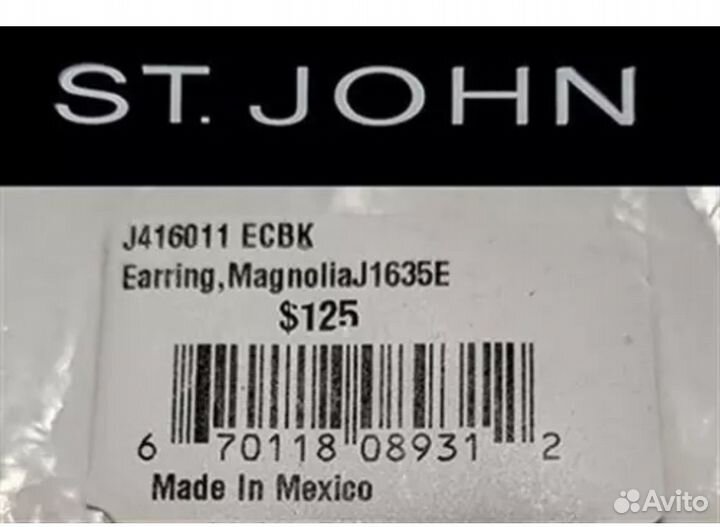 ST. JOHN
J416011 ECBK
Earring,MagnoliaJ1635E
$125
6 70118 08931 2
Made In Mexico
Avito